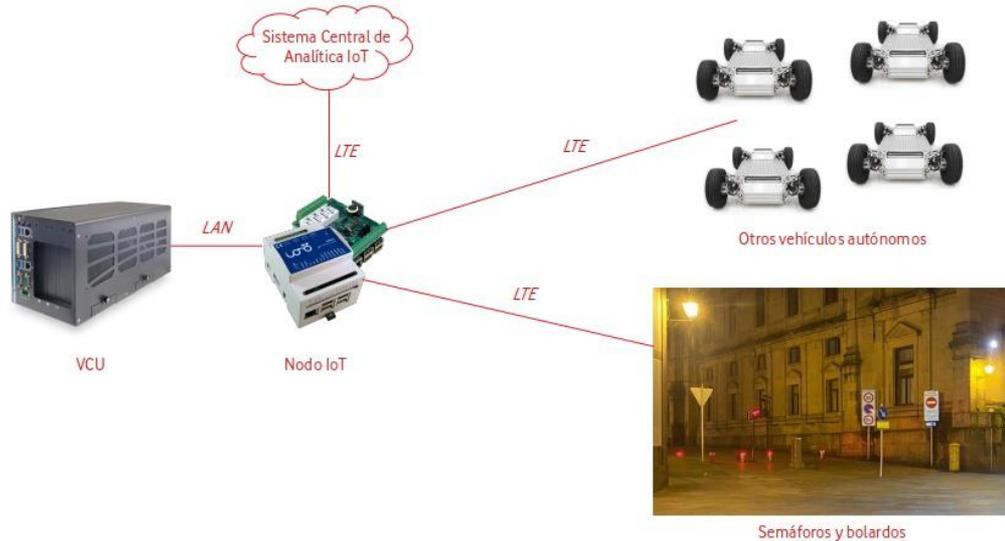 Sistema Central de
Analítica IoT
LTE
LTE
LAN
LTE
VCU
Nodo IoT
Otros vehículos autónomos
Semáforos y bolardos